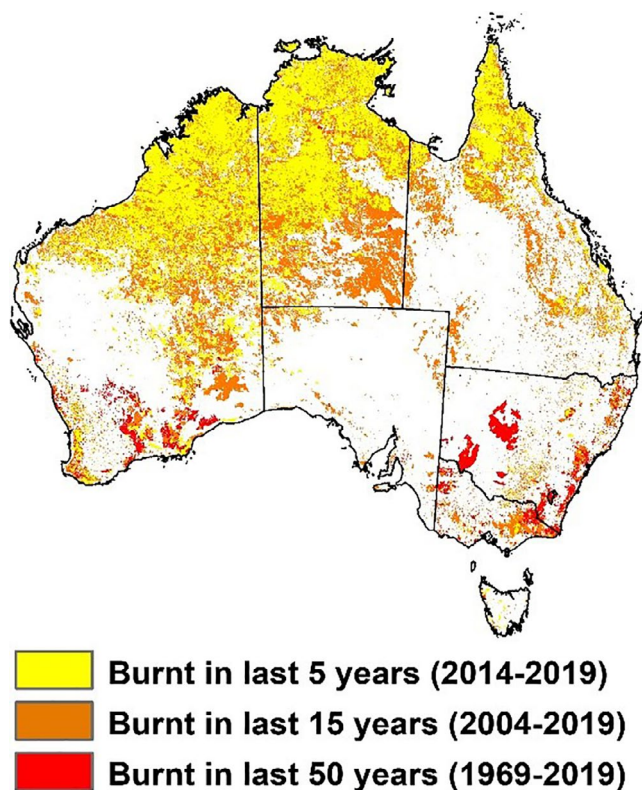 Burnt in last 5 years (2014-2019)
Burnt in last 15 years (2004-2019)
Burnt in last 50 years (1969-2019)